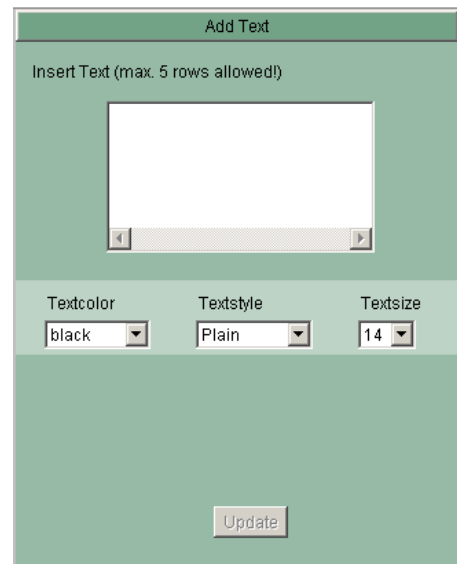 Add Text
Insert Text (max. 5 rows allowed!)
Textcolor Textstyle Textsize
black Plain 14
Update